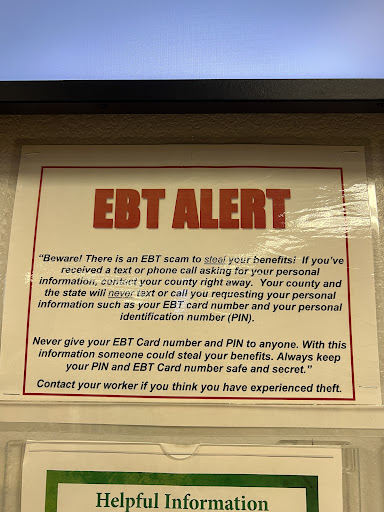 EBT ALERT
"Beware! There is an EBT scam to steal your benefits! If you've
received a text or phone call asking for your personal
information, contact your county right away. Your county and
the state will never text or call you requesting your personal
information such as your EBT card number and your personal
identification number (PIN).
Never give your EBT Card number and PIN to anyone. With this
information someone could steal your benefits. Always keep
your PIN and EBT Card number safe and secret."
Contact your worker if you think you have experienced theft.
Helpful Information